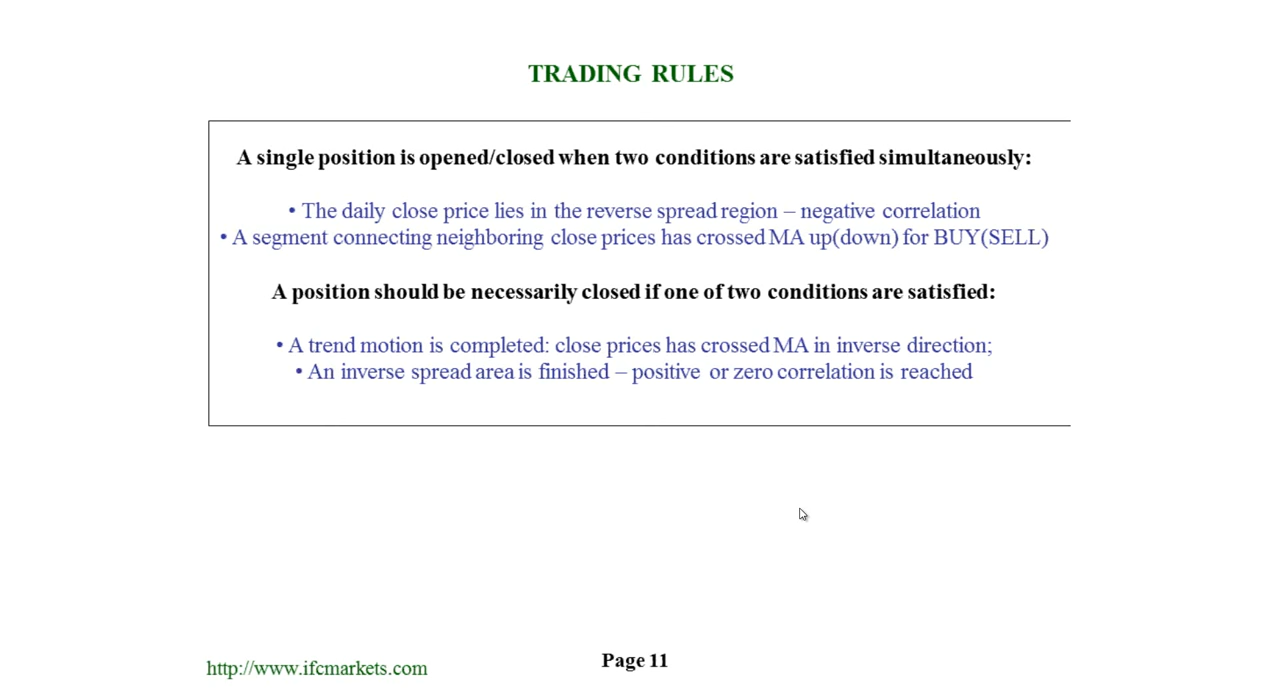 TRADING RULES
A single position is opened/closed when two conditions are satisfied simultaneously:
• The daily close price lies in the reverse spread region – negative correlation
• A segment connecting neighboring close prices has crossed MA up(down) for BUY(SELL)
A position should be necessarily closed if one of two conditions are satisfied:
• A trend motion is completed: close prices has crossed MA in inverse direction;
• An inverse spread area is finished – positive or zero correlation is reached
http://www.ifcmarkets.com
Page 11